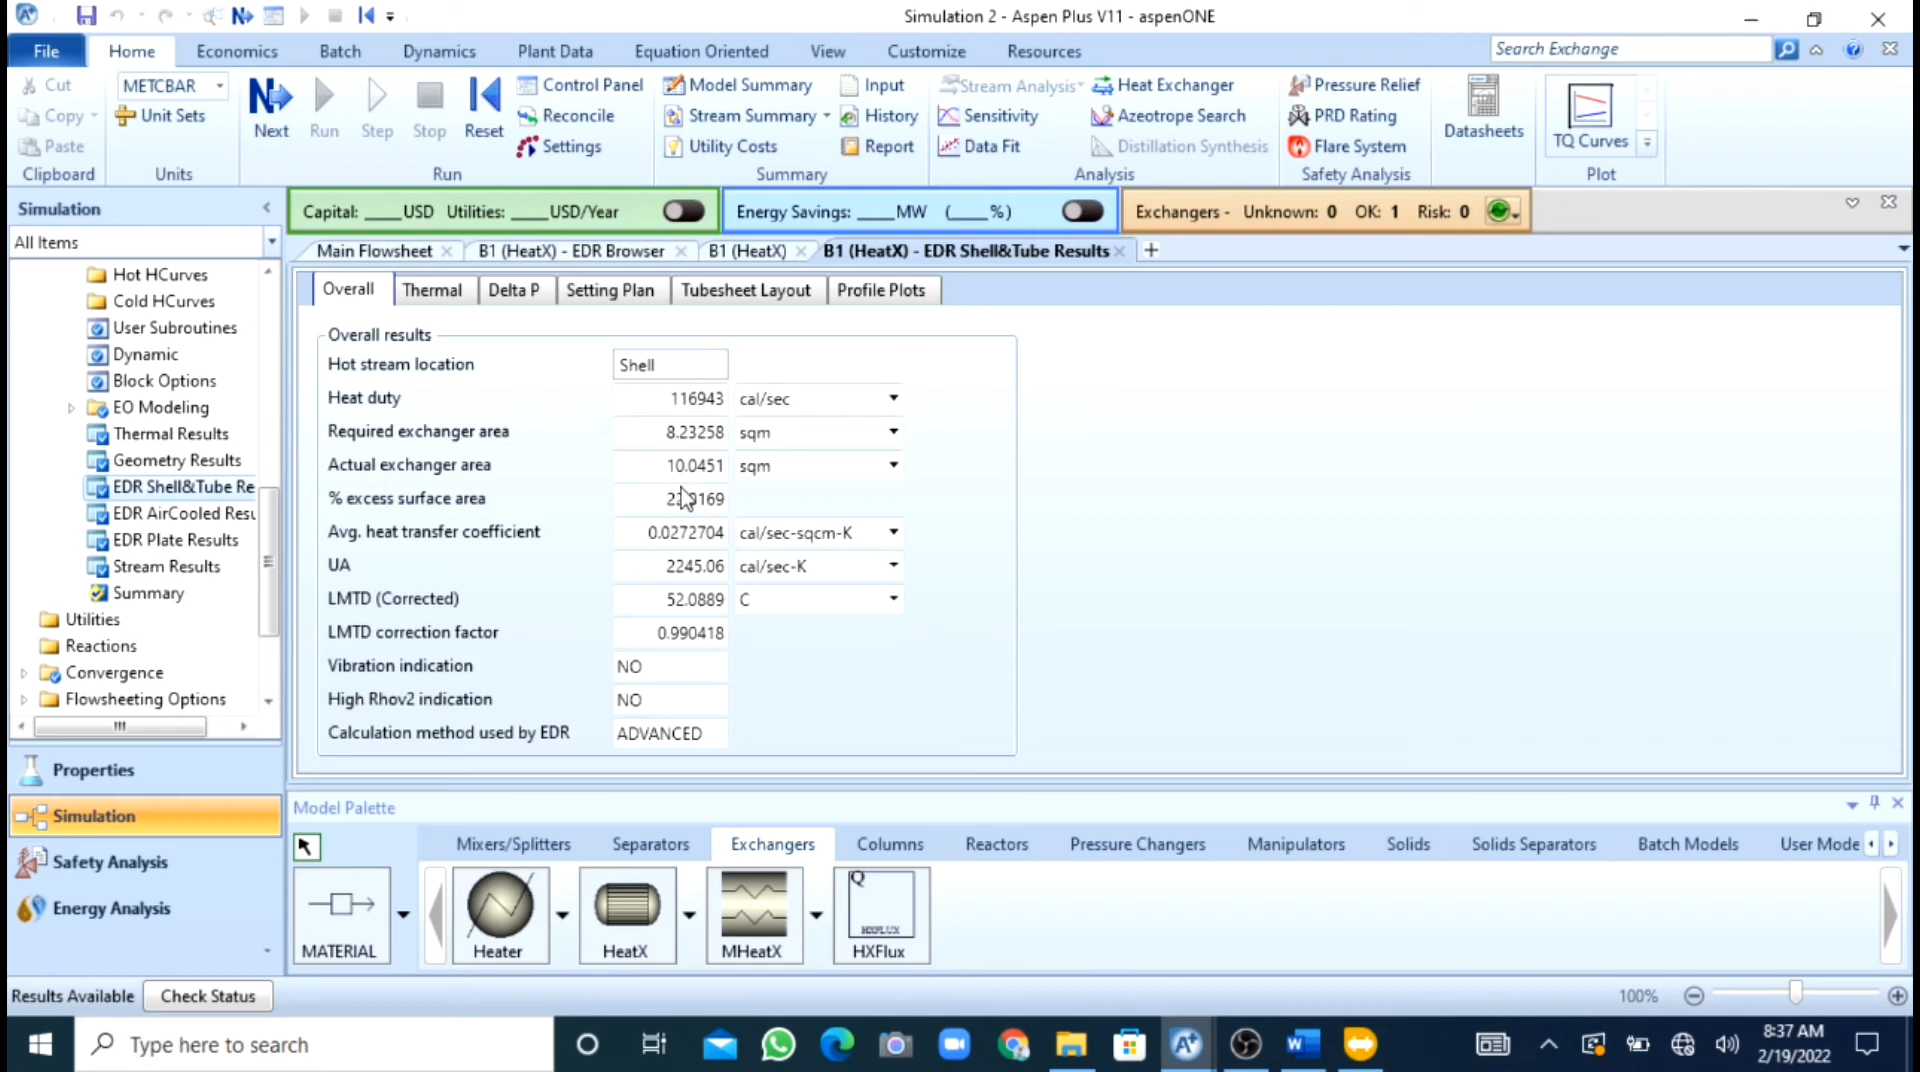 Simulation 2 - Aspen Plus V11 - aspenONE
File Home Economics Batch Dynamics Plant Data Equation Oriented View Customize Resources Search Exchange
Cut METCBAR Control Panel Model Summary Input Stream Analysis Heat Exchanger Pressure Relief
Copy Unit Sets Next Run Step Stop Reset Reconcile Stream Summary History Sensitivity Azeotrope Search PRD Rating Datasheets TQ Curves
Paste Settings Utility Costs Report Data Fit Distillation Synthesis Flare System
Clipboard Units Run Summary Analysis Safety Analysis Plot
Simulation
Capital: ____USD Utilities: ____USD/Year Energy Savings: ____MW (____%) Exchangers - Unknown: 0 OK: 1 Risk: 0
All Items
Main Flowsheet B1 (HeatX) - EDR Browser B1 (HeatX) B1 (HeatX) - EDR Shell&Tube Results
Hot HCurves
Cold HCurves
User Subroutines
Dynamic
Block Options
EO Modeling
Thermal Results
Geometry Results
EDR Shell&Tube Re
EDR AirCooled Resu
EDR Plate Results
Stream Results
Summary
Utilities
Reactions
Convergence
Flowsheeting Options
Properties
Simulation
Safety Analysis
Energy Analysis
Overall Thermal Delta P Setting Plan Tubesheet Layout Profile Plots
Overall results
Hot stream location Shell
Heat duty 116943 cal/sec
Required exchanger area 8.23258 sqm
Actual exchanger area 10.0451 sqm
% excess surface area
Avg. heat transfer coefficient 0.0272704 cal/sec-sqcm-K
UA 2245.06 cal/sec-K
LMTD (Corrected) 52.0889 C
LMTD correction factor 0.990418
Vibration indication NO
High Rhov2 indication NO
Calculation method used by EDR ADVANCED
Model Palette
Mixers/Splitters Separators Exchangers Columns Reactors Pressure Changers Manipulators Solids Solids Separators Batch Models User Mode
Q
HXFLUX
MATERIAL Heater HeatX MHeatX HXFlux
Results Available Check Status 100%
Type here to search
8:37 AM
2/19/2022